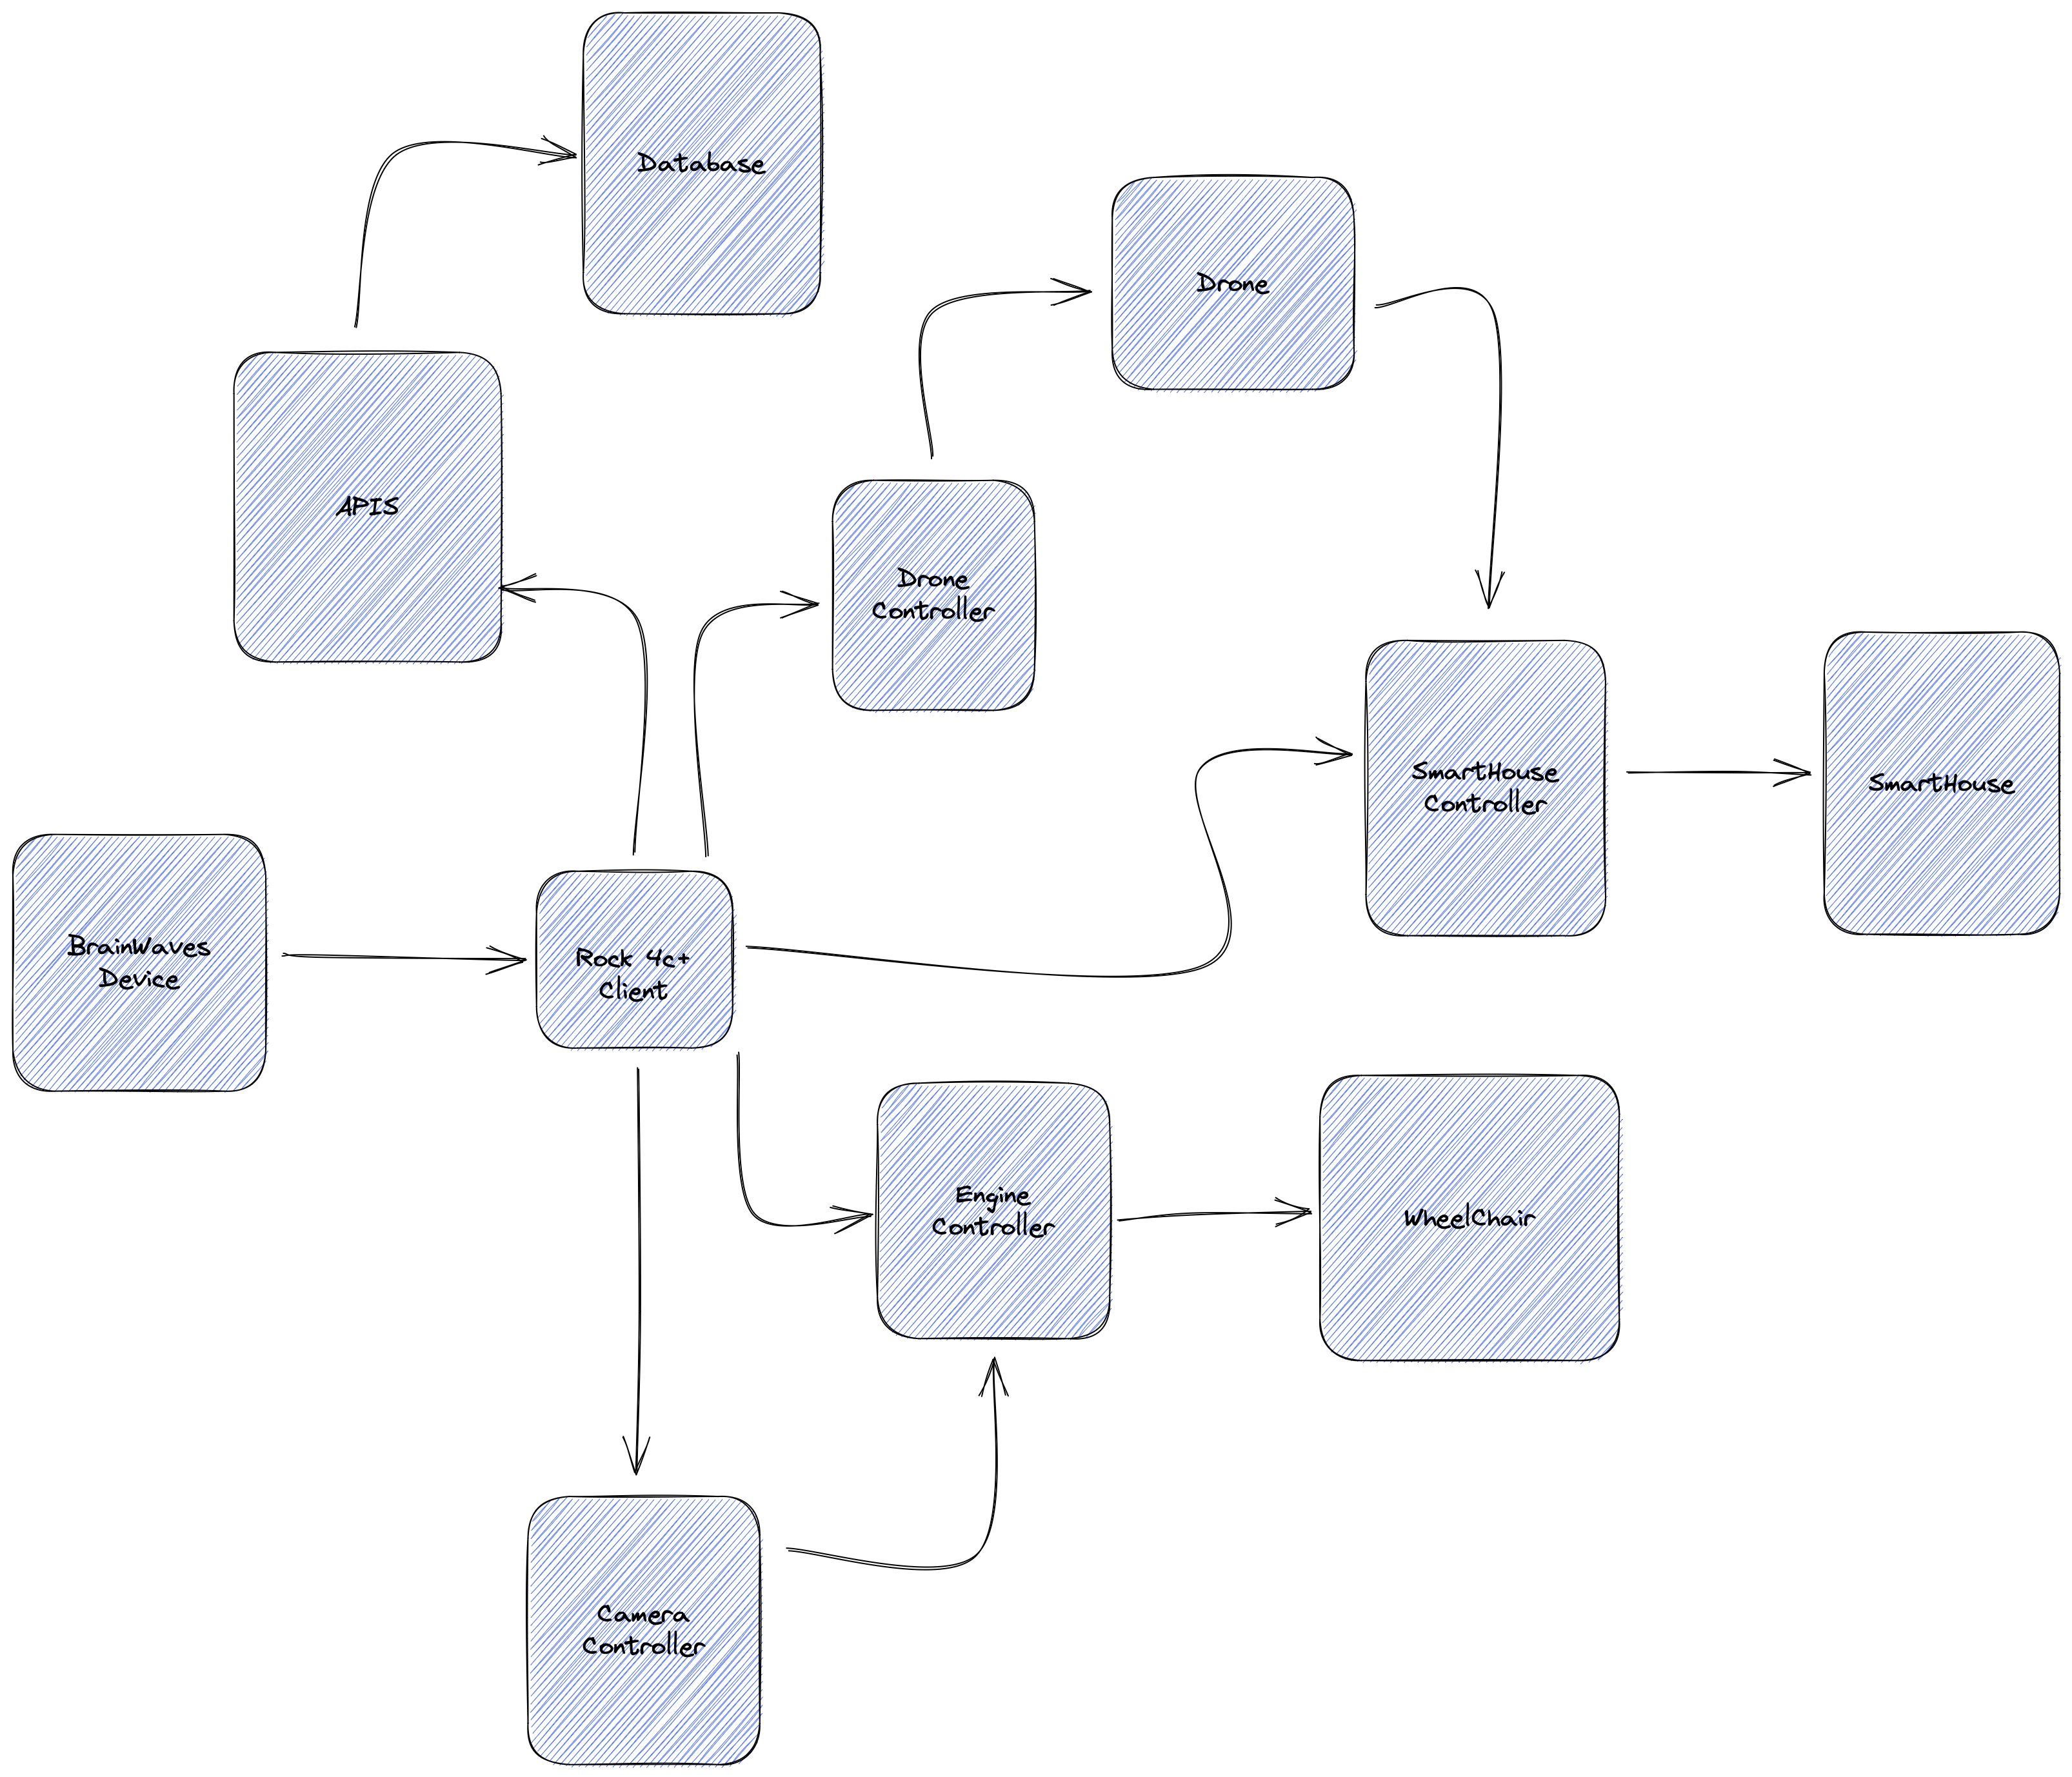 Database
Drone
APIS
Drone
Controller
SmartHouse
Controller
SmartHouse
BrainWaves
Device
Rock 4c+
Client
Engine
Controller
WheelChair
Camera
Controller